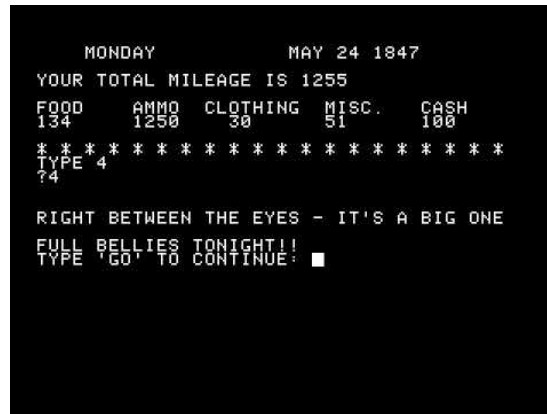 MONDAY MAY 24 1847
YOUR TOTAL MILEAGE IS 1255
FOOD AMMO CLOTHING MISC. CASH
134 1250 30 51 100
* * * * * * * * * * * * * * * * * * * *
TYPE 4
?4
RIGHT BETWEEN THE EYES - IT'S A BIG ONE
FULL BELLIES TONIGHT!!
TYPE 'GO' TO CONTINUE: